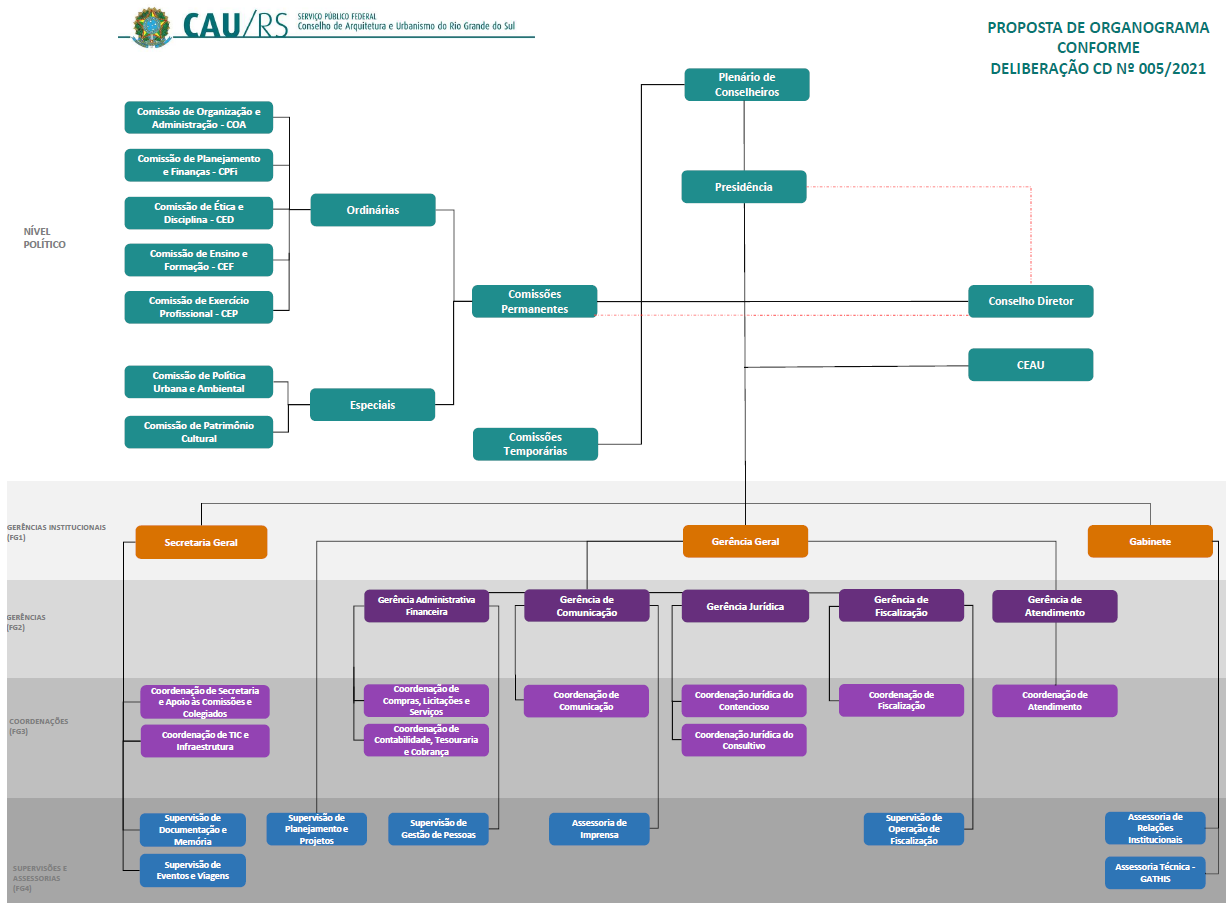 CAU/RS
SERVIÇO PÚBLICO FEDERAL
Conselho de Arquitetura e Urbanismo do Rio Grande do Sul
PROPOSTA DE ORGANOGRAMA
CONFORME
DELIBERAÇÃO CD Nº 005/2021
NÍVEL
POLÍTICO
Plenário de
Conselheiros
Presidência
Comissão de Organização e
Administração - COA
Comissão de Planejamento
e Finanças - CPFi
Comissão de Ética e
Disciplina - CED
Comissão de Ensino e
Formação - CEF
Comissão de Exercício
Profissional - CEP
Ordinárias
Comissões
Permanentes
Conselho Diretor
CEAU
Comissão de Política
Urbana e Ambiental
Comissão de Patrimônio
Cultural
Especiais
Comissões
Temporárias
GERÊNCIAS INSTITUCIONAIS
(FG1)
Secretaria Geral
Gerência Geral
Gabinete
GERÊNCIAS
(FG2)
Gerência Administrativa
Financeira
Gerência de
Comunicação
Gerência Jurídica
Gerência de
Fiscalização
Gerência de
Atendimento
COORDENAÇÕES
(FG3)
Coordenação de Secretaria
e Apoio às Comissões e
Colegiados
Coordenação de TIC e
Infraestrutura
Coordenação de
Compras, Licitações e
Serviços
Coordenação de
Contabilidade, Tesouraria
e Cobrança
Coordenação de
Comunicação
Coordenação Jurídica do
Contencioso
Coordenação Jurídica do
Consultivo
Coordenação de
Fiscalização
Coordenação de
Atendimento
SUPERVISÕES E
ASSESSORIAS
(FG4)
Supervisão de
Documentação e
Memória
Supervisão de
Eventos e Viagens
Supervisão de
Planejamento e
Projetos
Supervisão de
Gestão de Pessoas
Assessoria de
Imprensa
Supervisão de
Operação de
Fiscalização
Assessoria de
Relações
Institucionais
Assessoria Técnica -
GATHIS